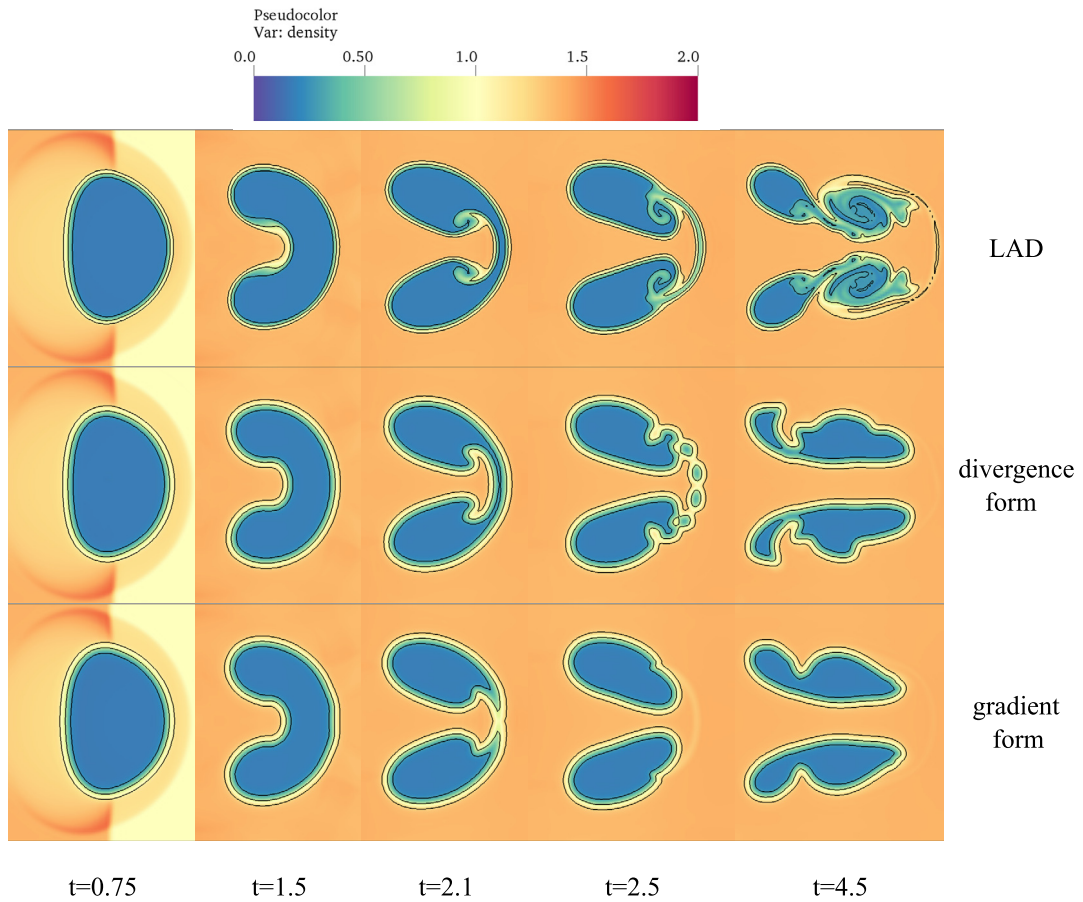 Pseudocolor
Var: density
0.0 0.50 1.0 1.5 2.0
LAD
divergence
form
gradient
form
t=0.75 t=1.5 t=2.1 t=2.5 t=4.5